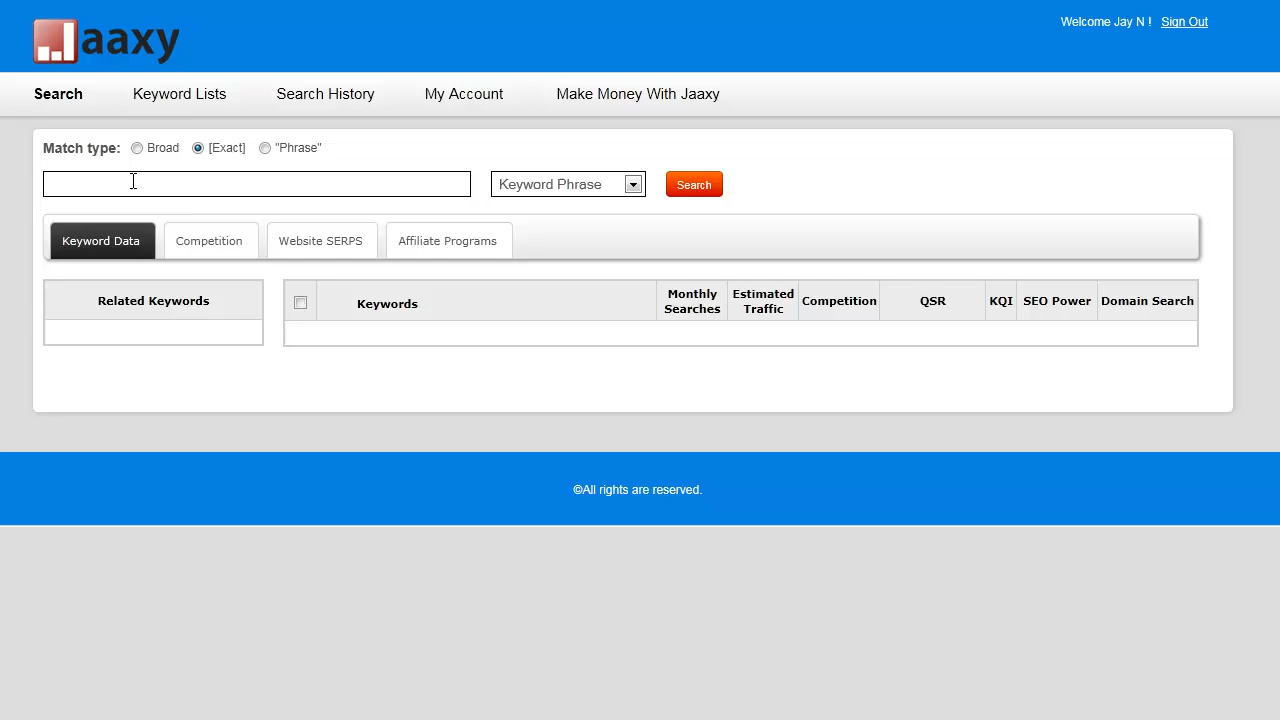 Jaaxy
Welcome Jay N ! Sign Out
Search Keyword Lists Search History My Account Make Money With Jaaxy
Match type: Broad [Exact] "Phrase"
Keyword Phrase Search
Keyword Data Competition Website SERPS Affiliate Programs
Related Keywords
Keywords
Monthly Searches
Estimated Traffic
Competition
QSR
KQI
SEO Power
Domain Search
©All rights are reserved.